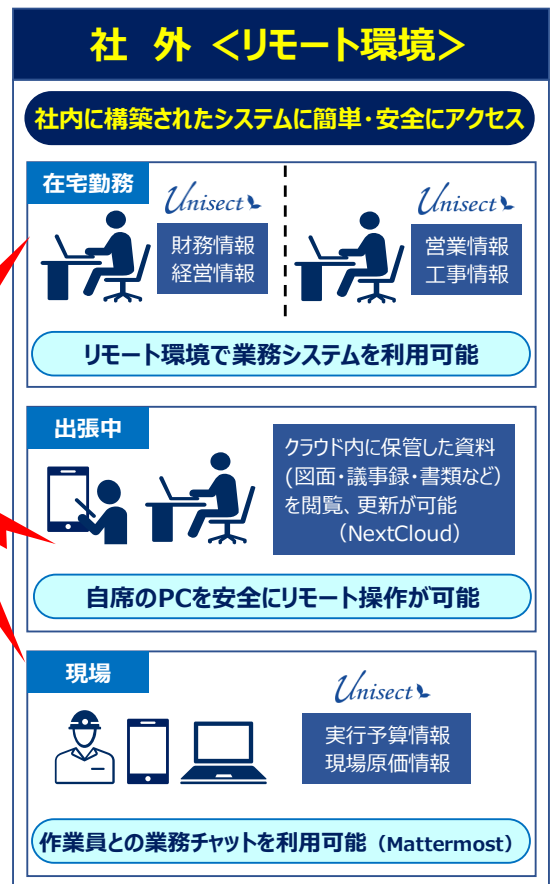 社 外 ＜リモート環境＞
社内に構築されたシステムに簡単・安全にアクセス
在宅勤務
Unisect
財務情報
経営情報
Unisect
営業情報
工事情報
リモート環境で業務システムを利用可能
出張中
クラウド内に保管した資料
(図面・議事録・書類など)
を閲覧、更新が可能
（NextCloud）
自席のPCを安全にリモート操作が可能
現場
Unisect
実行予算情報
現場原価情報
作業員との業務チャットを利用可能（Mattermost）